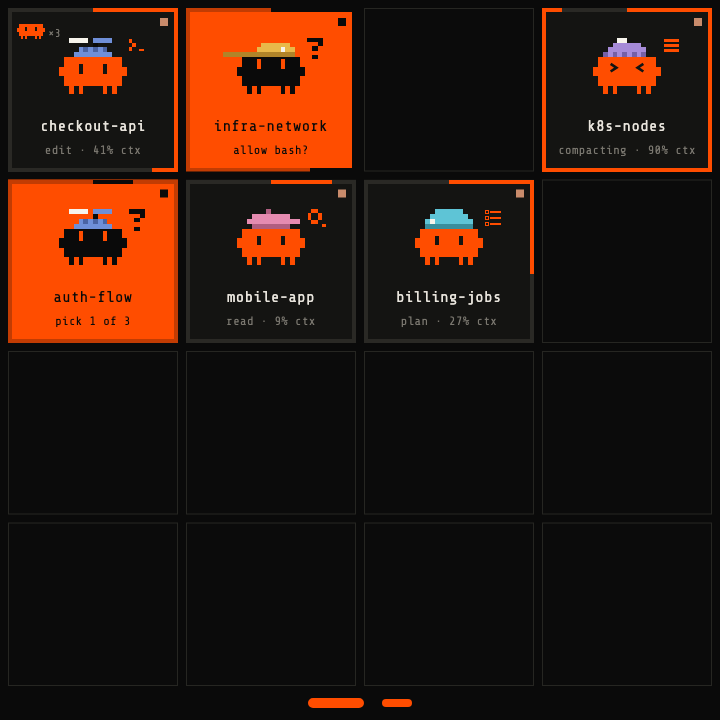 ×3
checkout-api
edit · 41% ctx
infra-network
allow bash?
k8s-nodes
compacting · 90% ctx
auth-flow
pick 1 of 3
mobile-app
read · 9% ctx
billing-jobs
plan · 27% ctx